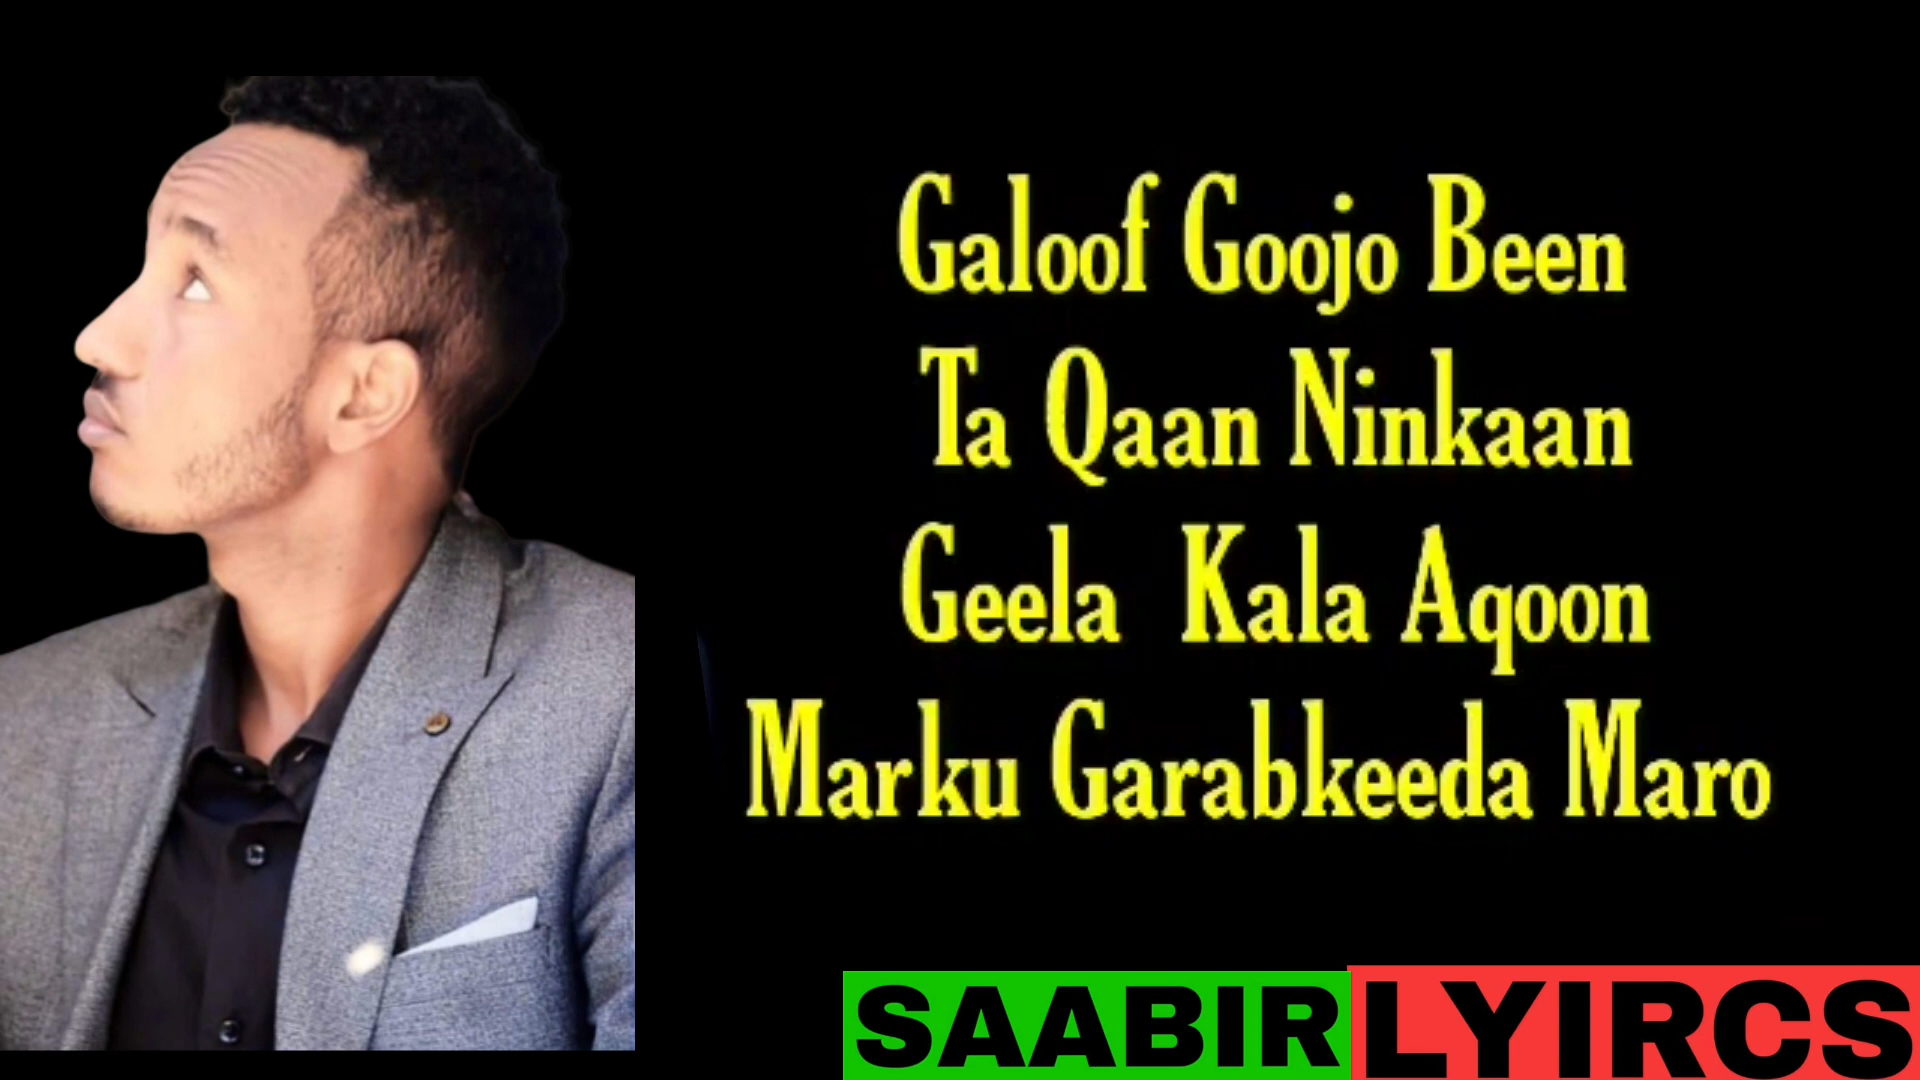 Galoof Goojo Been
Ta Qaan Ninkaan
Geela Kala Aqoon
Marku Garabkeeda Maro
SAABIR LYIRCS